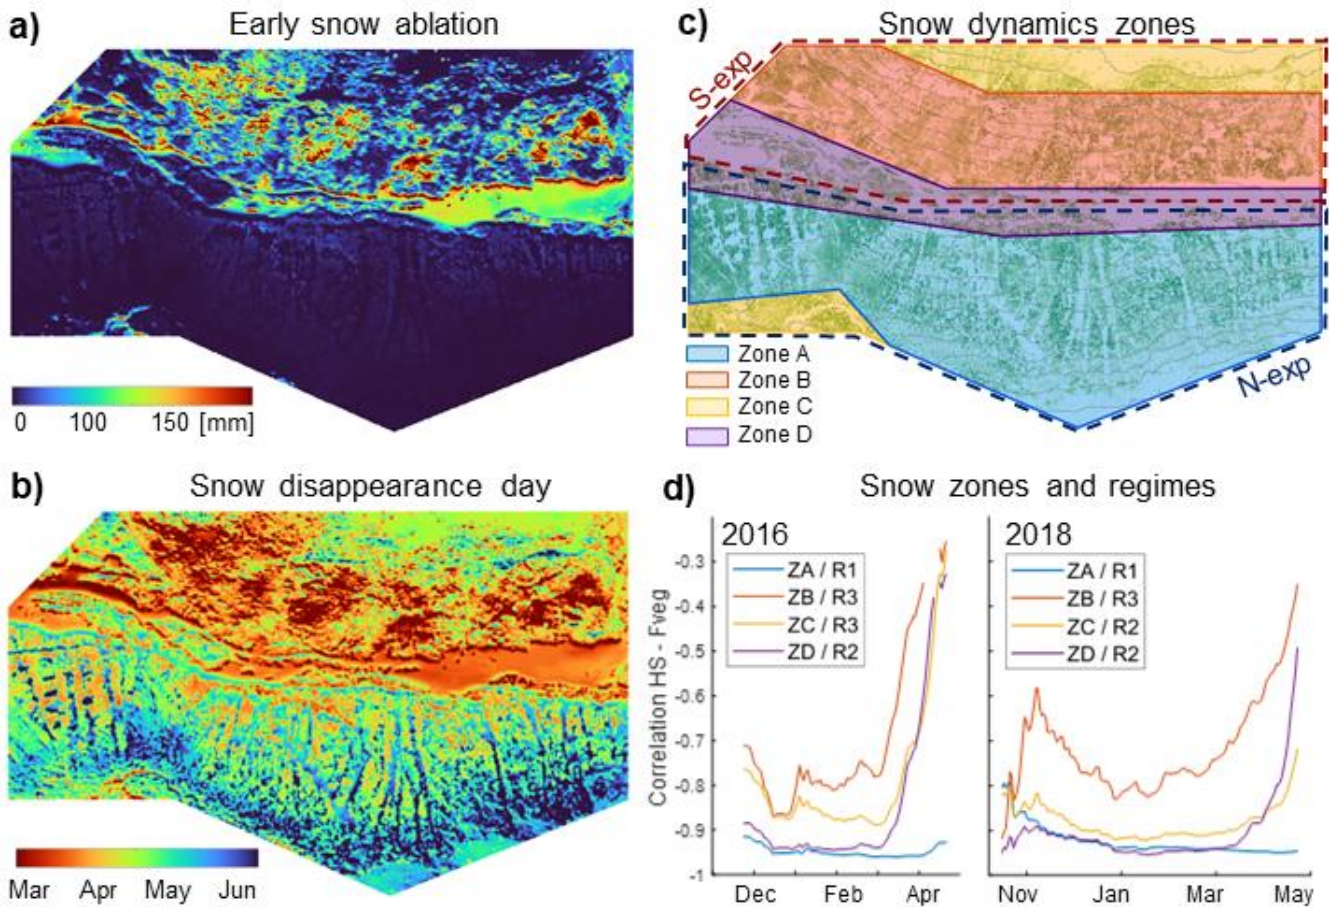 a) Early snow ablation
0 100 150 [mm]
b) Snow disappearance day
Mar Apr May Jun
c) Snow dynamics zones
S-exp
N-exp
Zone A
Zone B
Zone C
Zone D
d) Snow zones and regimes
Correlation HS - Fveg
-0.3
-0.4
-0.5
-0.6
-0.7
-0.8
-0.9
-1
2016
ZA / R1
ZB / R3
ZC / R3
ZD / R2
Dec Feb Apr
2018
ZA / R1
ZB / R3
ZC / R2
ZD / R2
Nov Jan Mar May